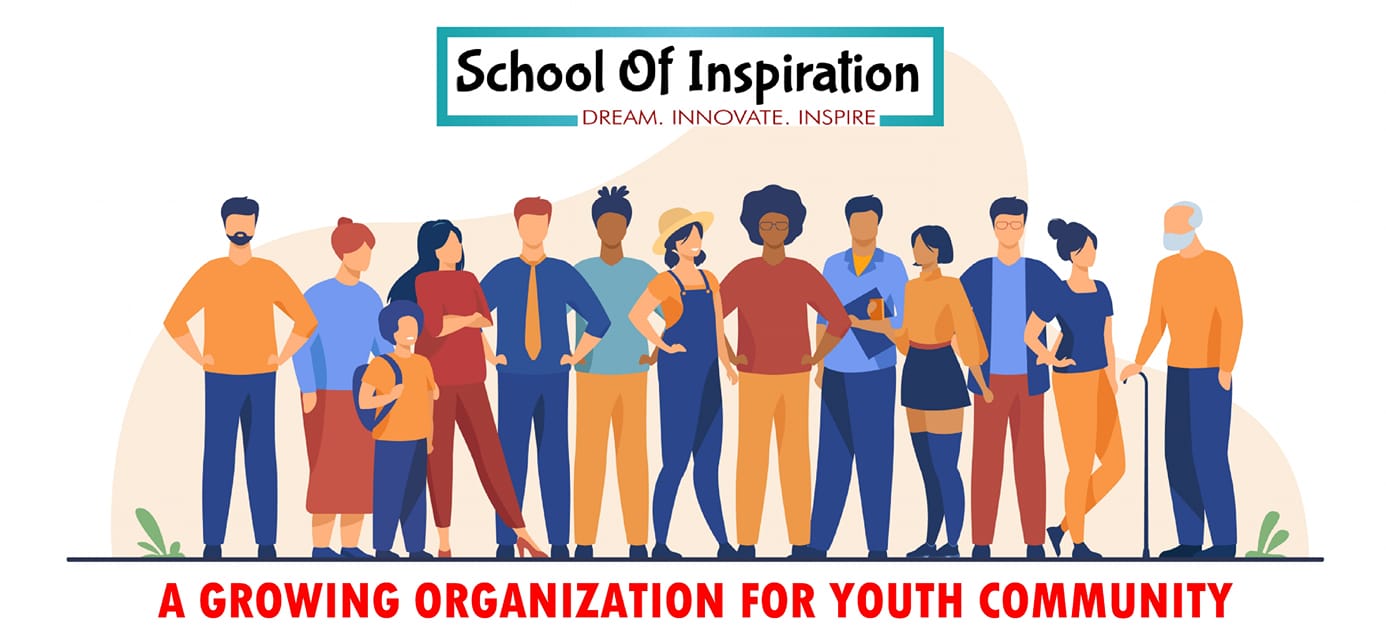 School Of Inspiration
DREAM. INNOVATE. INSPIRE
A GROWING ORGANIZATION FOR YOUTH COMMUNITY